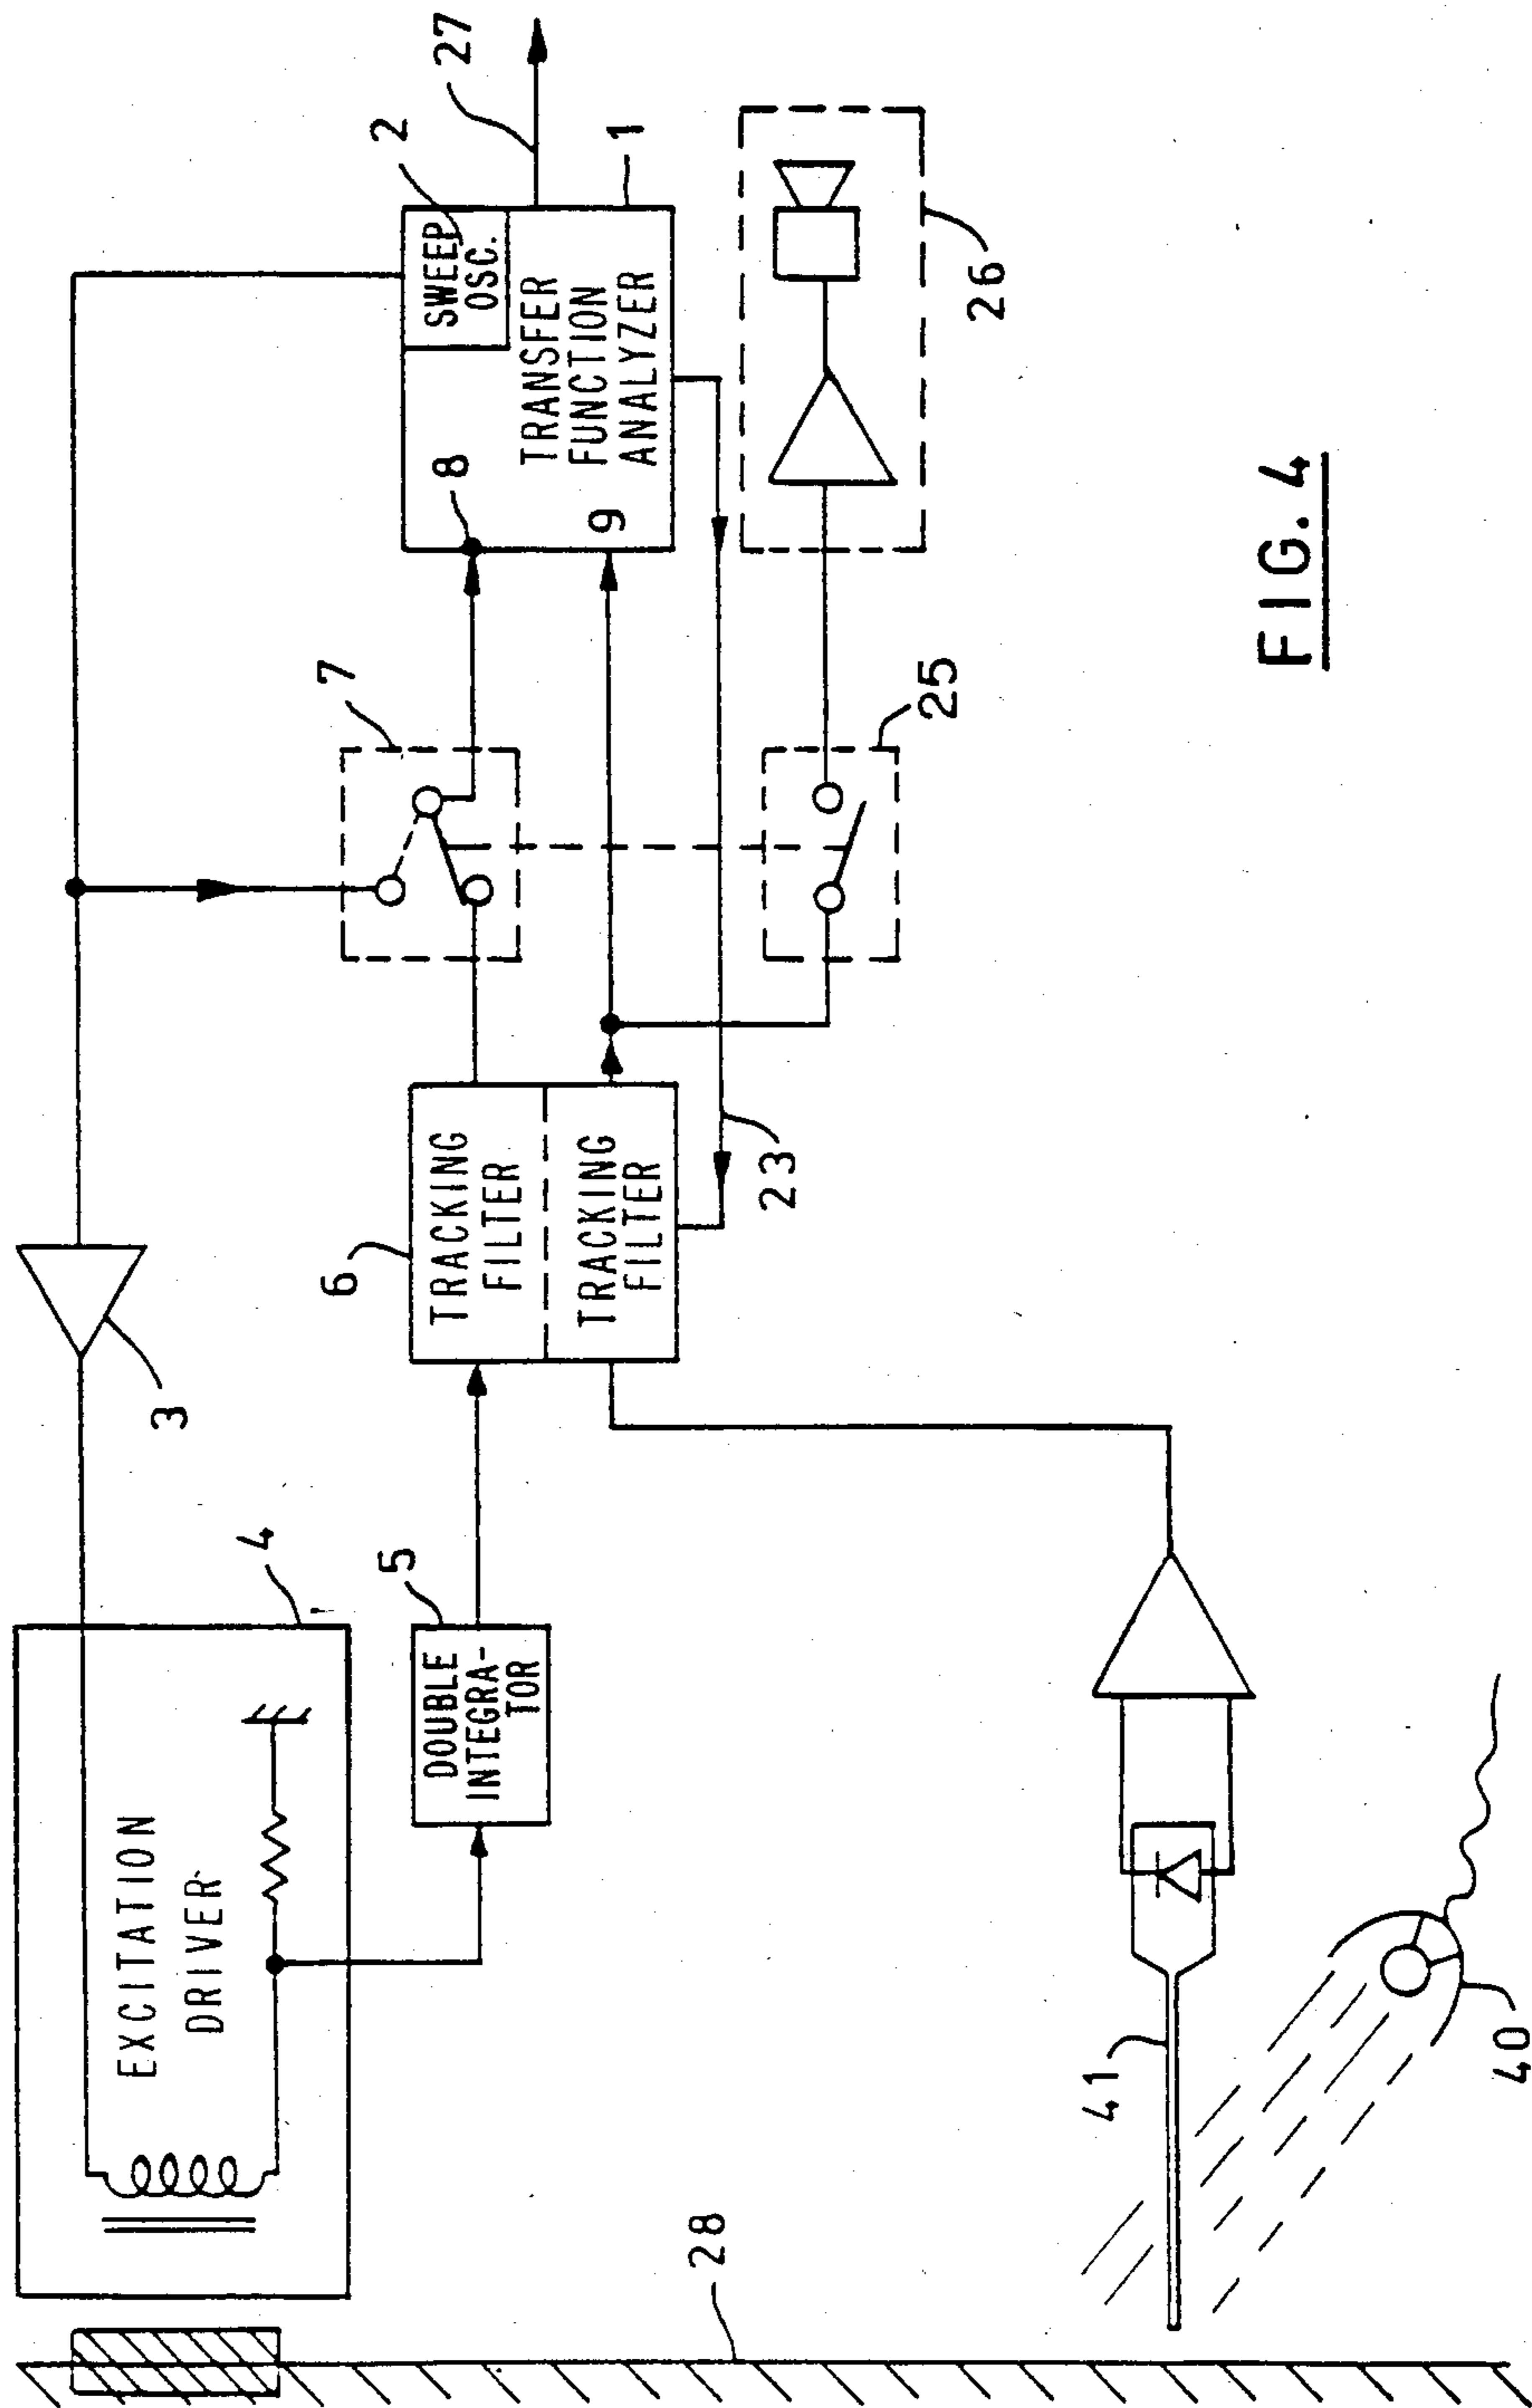 27
2
1
SWEEP
OSC.
TRANSFER
FUNCTION
ANALYZER
8
9
26
7
25
6
TRACKING
FILTER
TRACKING
FILTER
23
3
4
EXCITATION
DRIVER
5
DOUBLE
INTEGRA-
TOR
41
40
28
FIG. 4